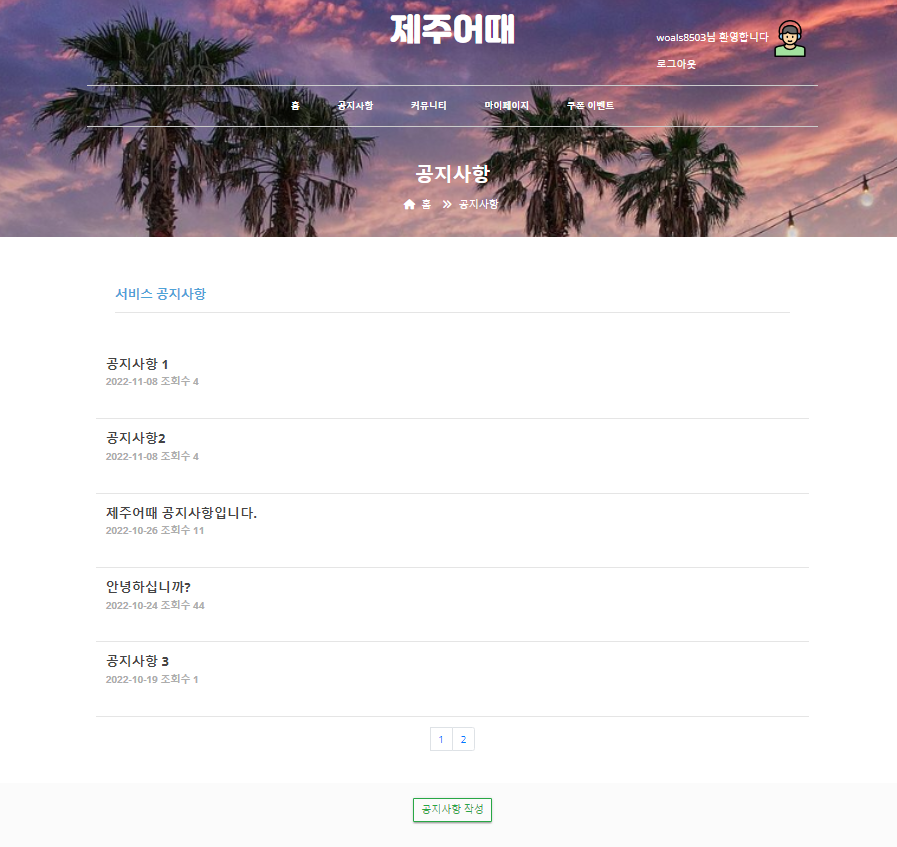 제주어때
woals8503님 환영합니다
로그아웃
홈 공지사항 커뮤니티 마이페이지 쿠폰 이벤트
공지사항
홈 공지사항
서비스 공지사항
공지사항 1
2022-11-08 조회수 4
공지사항2
2022-11-08 조회수 4
제주어때 공지사항입니다.
2022-10-26 조회수 11
안녕하십니까?
2022-10-24 조회수 44
공지사항 3
2022-10-19 조회수 1
1 2
공지사항 작성